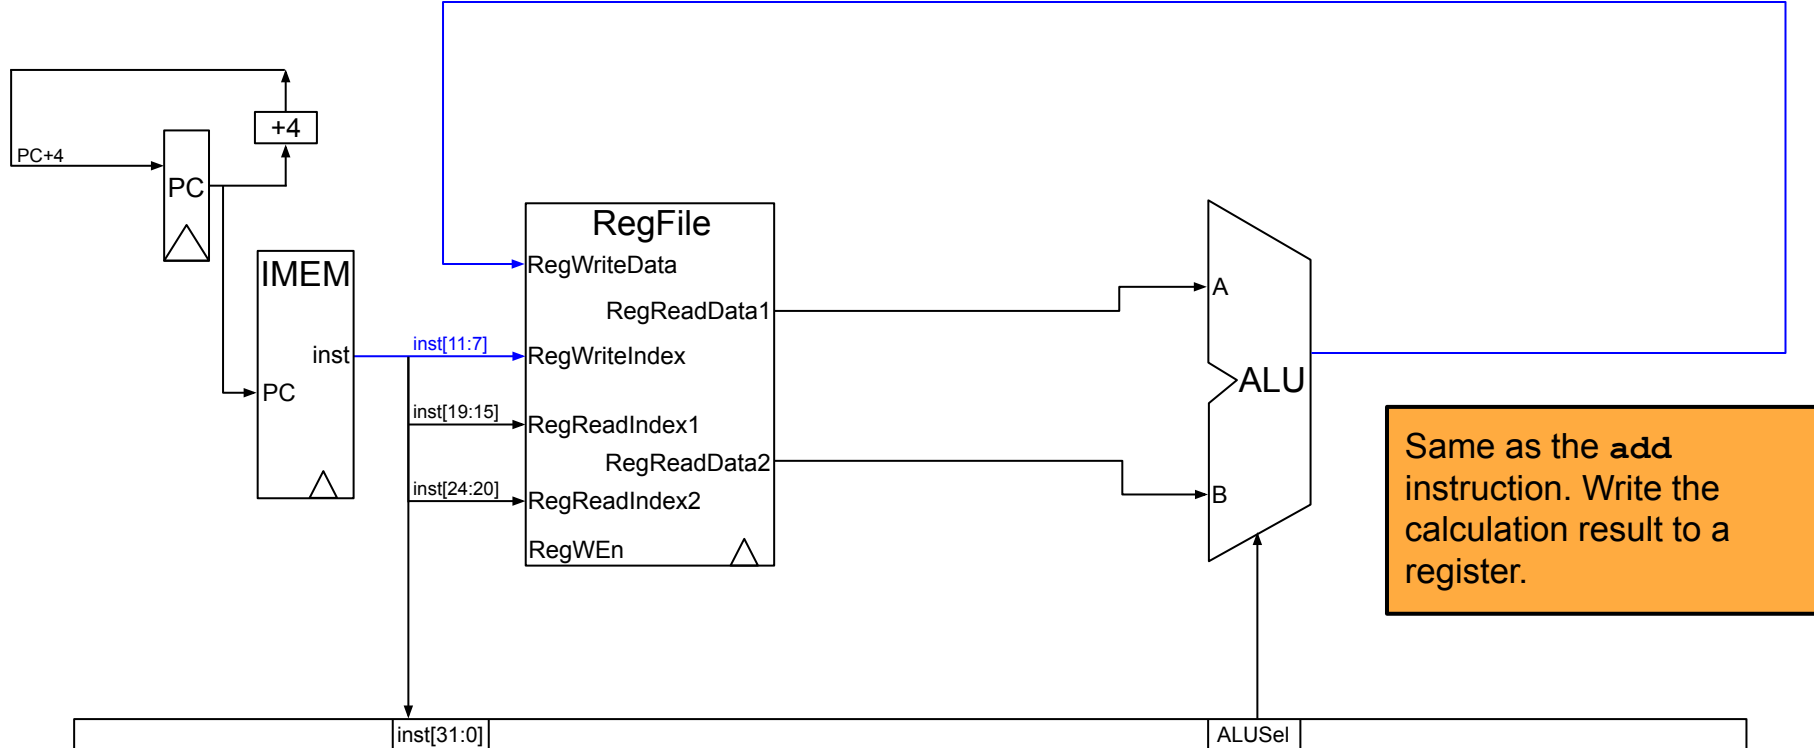 +4
PC+4
PC
RegFile
RegWriteData
IMEM
A
RegReadData1
inst[11:7]
inst
RegWriteIndex
ALU
PC
inst[19:15]
RegReadIndex1
RegReadData2
inst[24:20]
RegReadIndex2
B
RegWEn
Same as the add
instruction. Write the
calculation result to a
register.
inst[31:0]
ALUSel